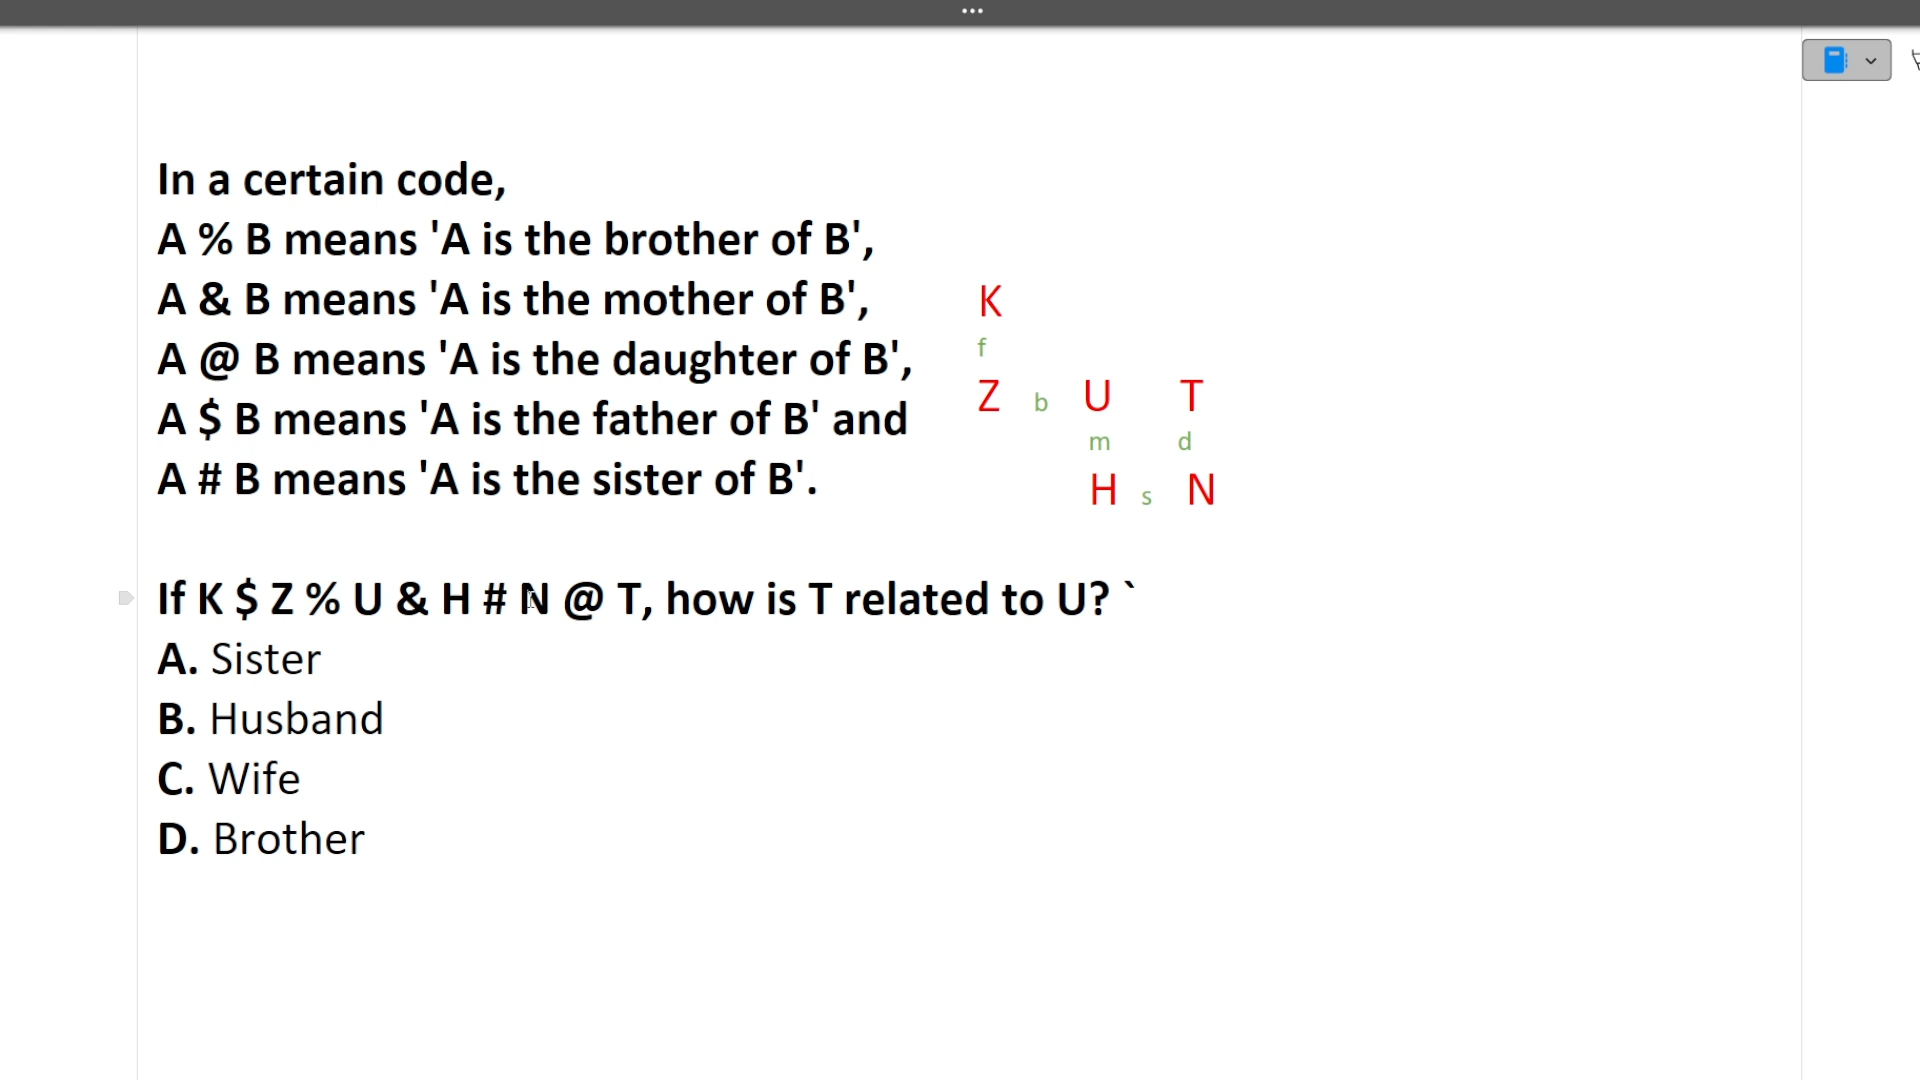 In a certain code,
A % B means 'A is the brother of B',
A & B means 'A is the mother of B',
A @ B means 'A is the daughter of B',
A $ B means 'A is the father of B' and
A # B means 'A is the sister of B'.
K
f
Z b U T
m d
H s N
If K $ Z % U & H # N @ T, how is T related to U? `
A. Sister
B. Husband
C. Wife
D. Brother